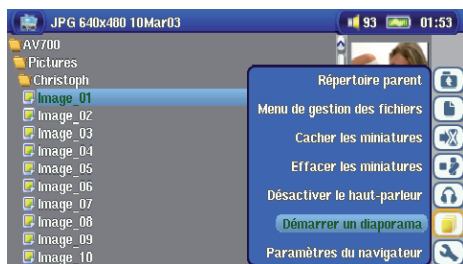 JPG 640x480 10Mar03 93 01:53
AV700
Pictures
Christoph
Image_01
Image_02
Image_03
Image_04
Image_05
Image_06
Image_07
Image_08
Image_09
Image_10
Répertoire parent
Menu de gestion des fichiers
Cacher les miniatures
Effacer les miniatures
Désactiver le haut-parleur
Démarrer un diaporama
Paramètres du navigateur